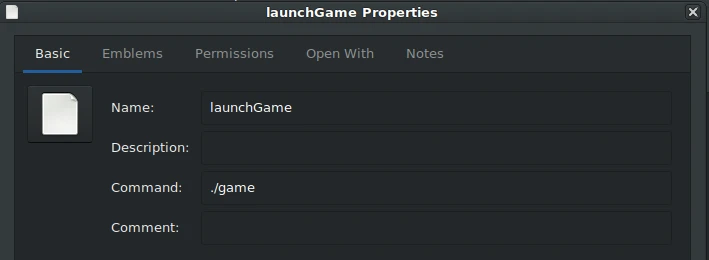 launchGame Properties
Basic Emblems Permissions Open With Notes
Name: launchGame
Description:
Command: ./game
Comment: